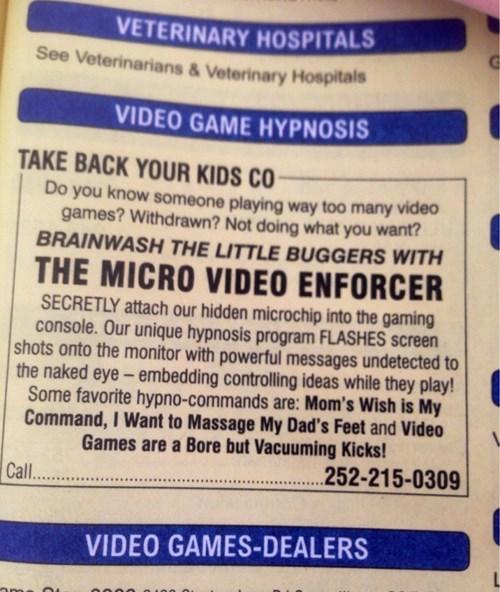 VETERINARY HOSPITALS
See Veterinarians & Veterinary Hospitals
VIDEO GAME HYPNOSIS
TAKE BACK YOUR KIDS CO
Do you know someone playing way too many video
games? Withdrawn? Not doing what you want?
BRAINWASH THE LITTLE BUGGERS WITH
THE MICRO VIDEO ENFORCER
SECRETLY attach our hidden microchip into the gaming
console. Our unique hypnosis program FLASHES screen
shots onto the monitor with powerful messages undetected to
the naked eye – embedding controlling ideas while they play!
Some favorite hypno-commands are: Mom's Wish is My
Command, I Want to Massage My Dad's Feet and Video
Games are a Bore but Vacuuming Kicks!
Call..........................................................252-215-0309
VIDEO GAMES-DEALERS